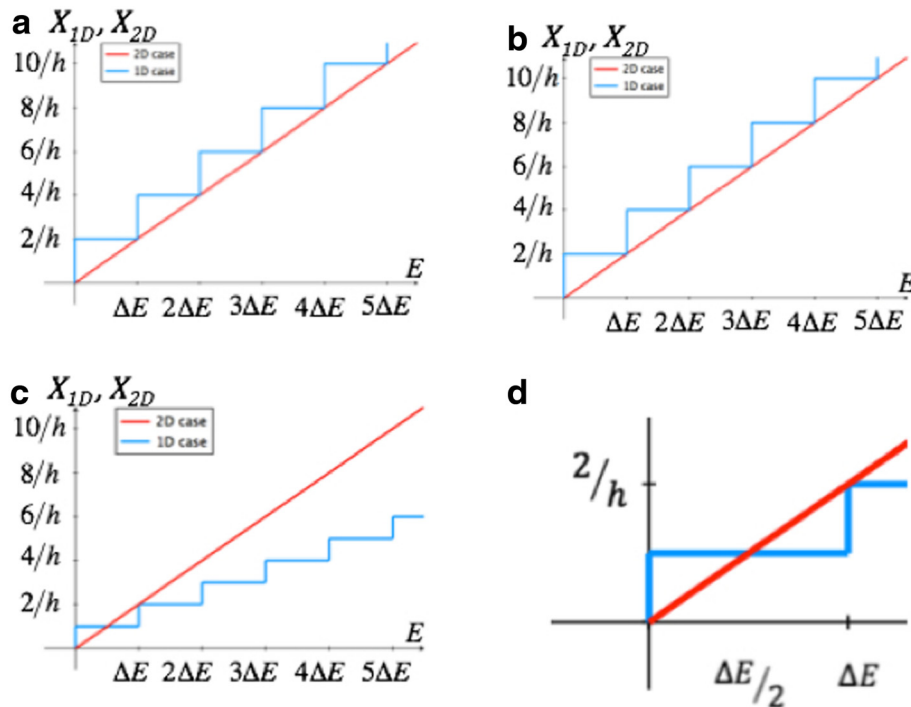 a
X1D, X2D
2D case
1D case
10/h
8/h
6/h
4/h
2/h
E
ΔE 2ΔE 3ΔE 4ΔE 5ΔE
b
X1D, X2D
2D case
1D case
10/h
8/h
6/h
4/h
2/h
E
ΔE 2ΔE 3ΔE 4ΔE 5ΔE
c
X1D, X2D
2D case
1D case
10/h
8/h
6/h
4/h
2/h
E
ΔE 2ΔE 3ΔE 4ΔE 5ΔE
d
2/h
ΔE/2 ΔE